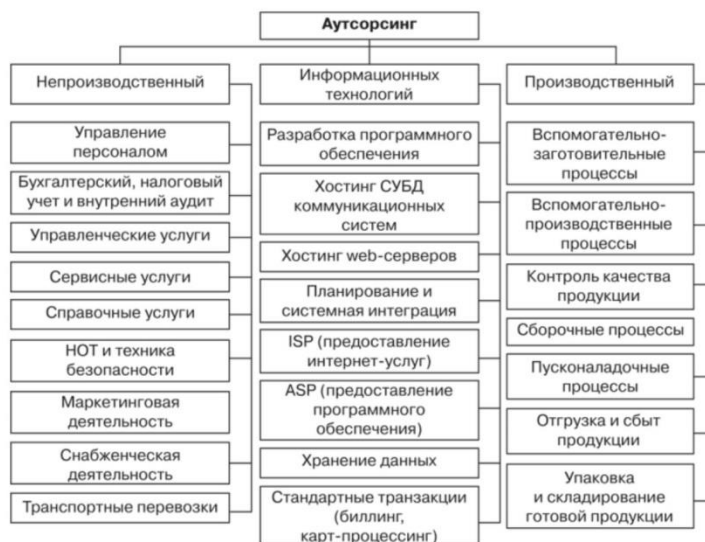 Аутсорсинг
Непроизводственный
Управление
персоналом
Бухгалтерский, налоговый
учет и внутренний аудит
Управленческие услуги
Сервисные услуги
Справочные услуги
НОТ и техника
безопасности
Маркетинговая
деятельность
Снабженческая
деятельность
Транспортные перевозки
Информационных
технологий
Разработка программного
обеспечения
Хостинг СУБД
коммуникационных
систем
Хостинг web-серверов
Планирование и
системная интеграция
ISP (предоставление
интернет-услуг)
ASP (предоставление
программного
обеспечения)
Хранение данных
Стандартные транзакции
(биллинг,
карт-процессинг)
Производственный
Вспомогательно-
заготовительные
процессы
Вспомогательно-
производственные
процессы
Контроль качества
продукции
Сборочные процессы
Пусконаладочные
процессы
Отгрузка и сбыт
продукции
Упаковка
и складирование
готовой продукции